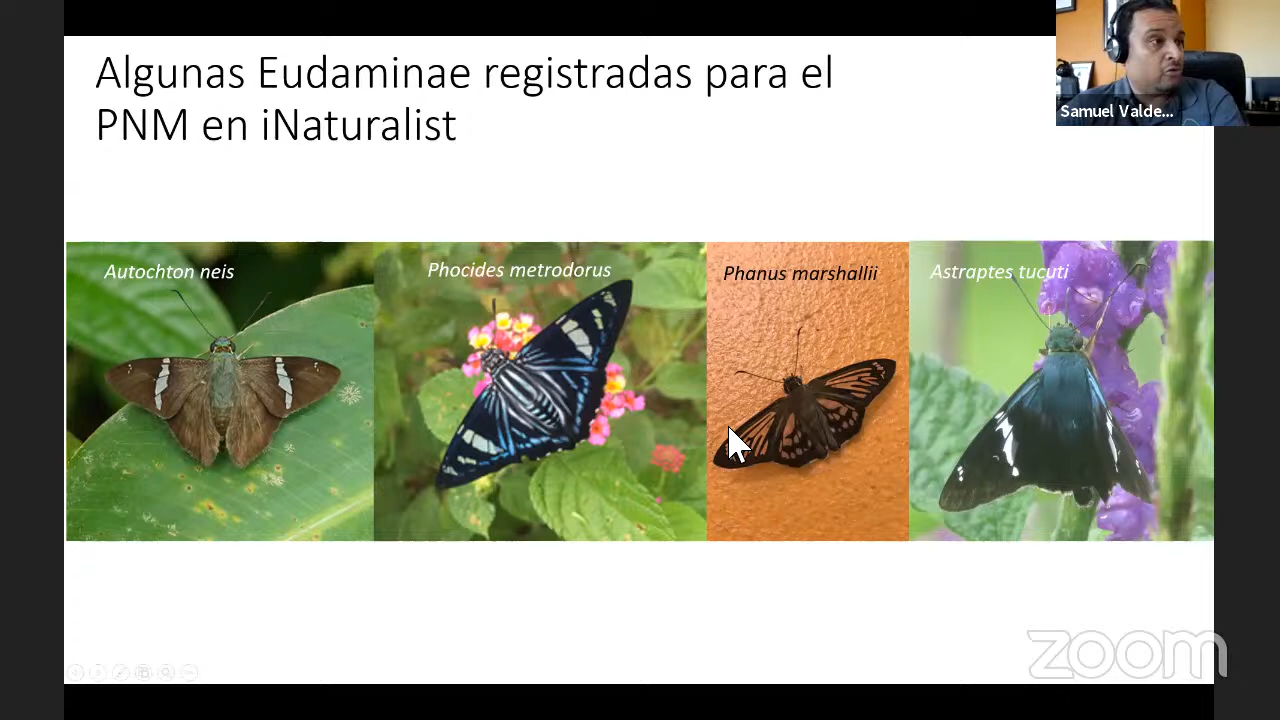 Algunas Eudaminae registradas para el
PNM en iNaturalist
Samuel Valde...
Autochton neis
Phocides metrodorus
Phanus marshallii
Astraptes tucuti
zoom